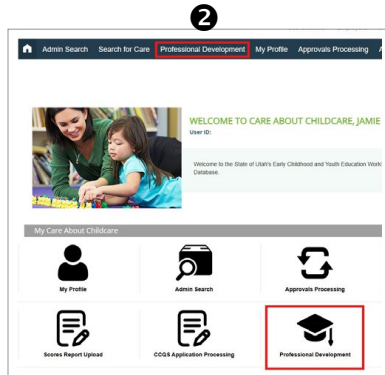 2
Admin Search Search for Care Professional Development My Profile Approvals Processing
WELCOME TO CARE ABOUT CHILDCARE, JAMIE
User ID:
Welcome to the State of Utah's Early Childhood and Youth Education Work
Database.
My Care About Childcare
My Profile Admin Search Approvals Processing
Scores Report Upload CCQS Application Processing Professional Development